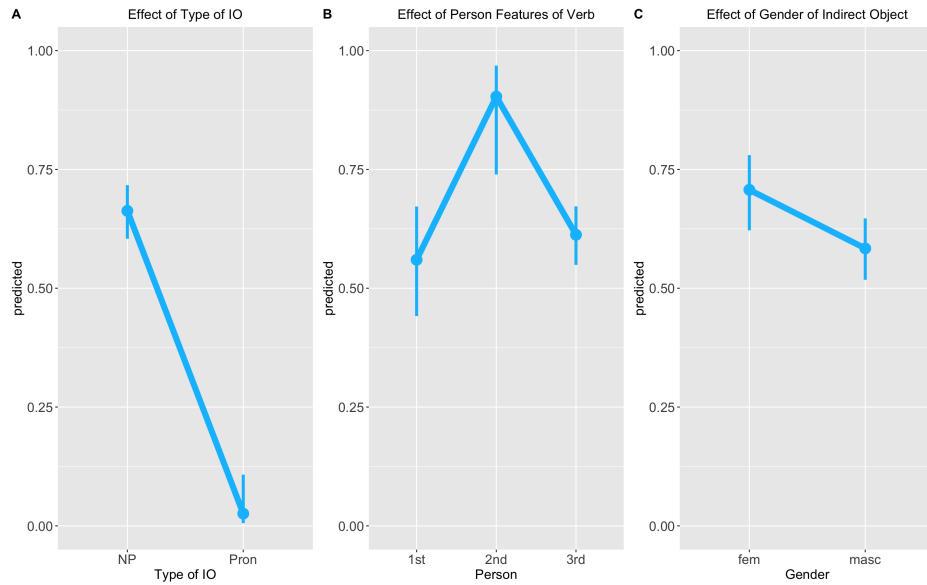 A Effect of Type of IO
predicted
1.00
0.75
0.50
0.25
0.00
NP Pron
Type of IO
B Effect of Person Features of Verb
predicted
1.00
0.75
0.50
0.25
0.00
1st 2nd 3rd
Person
C Effect of Gender of Indirect Object
predicted
1.00
0.75
0.50
0.25
0.00
fem masc
Gender